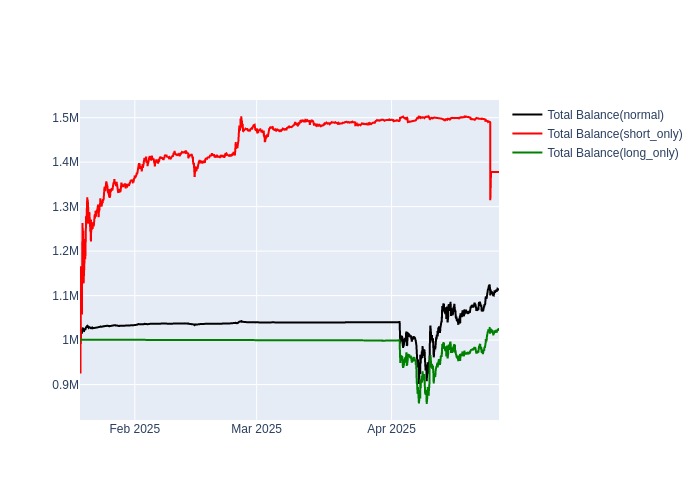 1.5M
1.4M
1.3M
1.2M
1.1M
1M
0.9M
Feb 2025
Mar 2025
Apr 2025
Total Balance(normal)
Total Balance(short_only)
Total Balance(long_only)